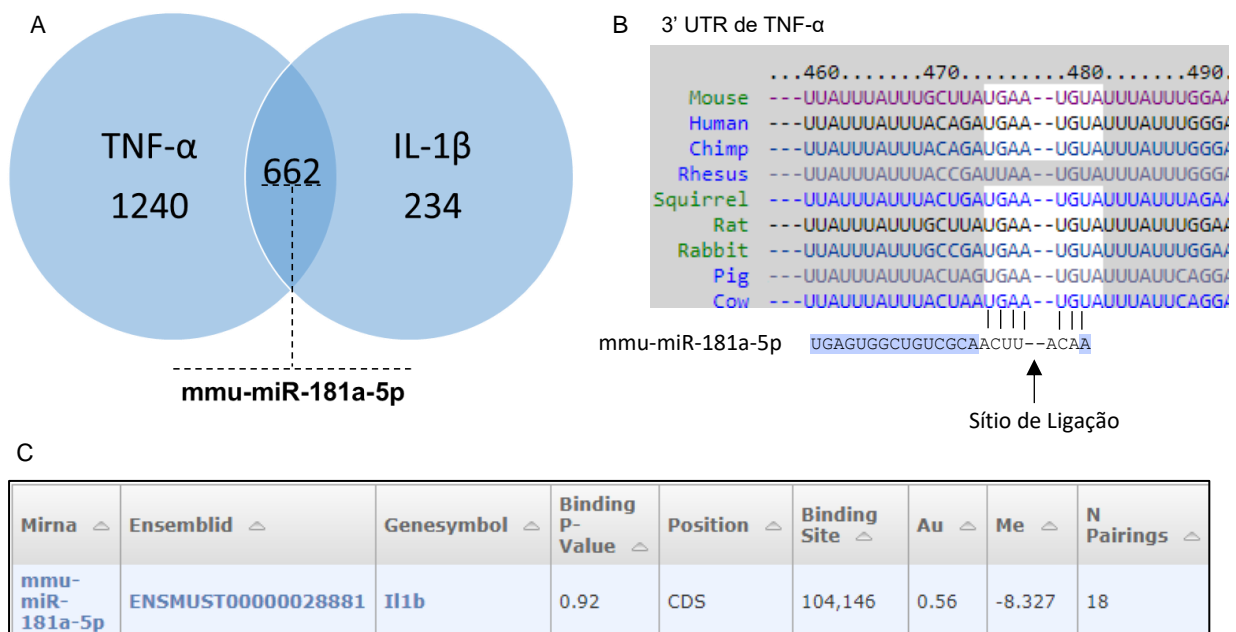 A
TNF-α
1240
662
IL-1β
234
mmu-miR-181a-5p
B 3’ UTR de TNF-α
...460.......470.........480.......490.
Mouse ---UUAUUUAUUUGCUUAUGAA--UGUAUUUAUUUGGAA
Human ---UUAUUUAUUUACAGAUGAA--UGUAUUUAUUUGGGA
Chimp ---UUAUUUAUUUACAGAUGAA--UGUAUUUAUUUGGGA
Rhesus ---UUAUUUAUUUACCGAUUAA--UGUAUUUAUUUGGGA
Squirrel ---UUAUUUAUUUACUGAUGAA--UGUAUUUAUUUAGAA
Rat ---UUAUUUAUUUGCUUAUGAA--UGUAUUUAUUUGGAA
Rabbit ---UUAUUUAUUUGCCGAUGAA--UGUAUUUAUUUGGAA
Pig ---UUAUUUAUUUACUAGUGAA--UGUAUUUAUUCAGGA
Cow ---UUAUUUAUUUACUAAUGAA--UGUAUUUAUUCAGGA
mmu-miR-181a-5p UGAGUGGCUGUCGCAACUU--ACAA
Sítio de Ligação
C
Mirna Ensemblid Genesymbol Binding P-Value Position Binding Site Au Me N Pairings
mmu-miR-181a-5p ENSMUST00000028881 Il1b 0.92 CDS 104,146 0.56 -8.327 18